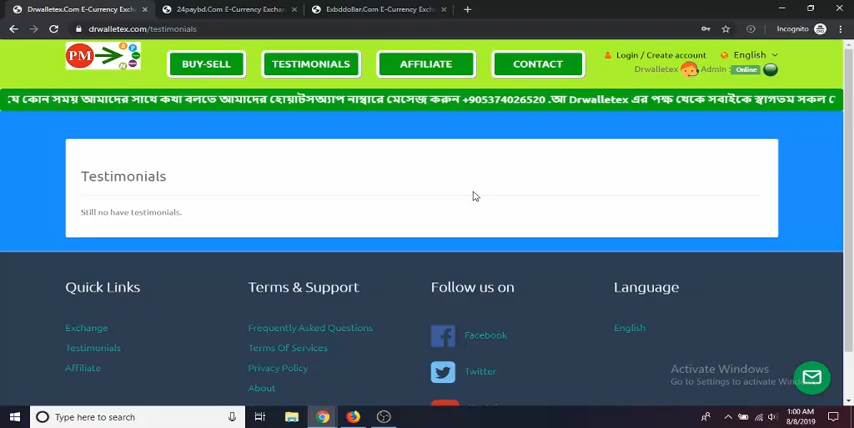 Drwalletex.Com E-Currency Excha
24paybd.Com E-Currency Exchan
Exbddollar.Com E-Currency Exch
drwalletex.com/testimonials
Incognito
PM
BUY-SELL
TESTIMONIALS
AFFILIATE
CONTACT
Login / Create account
English
Drwalletex
Admin :
Online
যে কোন সময় আমাদের সাথে কথা বলতে আমাদের হোয়াটসঅ্যাপ নাম্বারে মেসেজ করুন +905374026520 .আ Drwalletex এর পক্ষ থেকে সবাইকে স্বাগতম সকল
Testimonials
Still no have testimonials.
Quick Links
Terms & Support
Follow us on
Language
Exchange
Frequently Asked Questions
Facebook
English
Testimonials
Terms Of Services
Affiliate
Privacy Policy
Twitter
About
Activate Windows
Go to Settings to activate Win
Type here to search
1:00 AM
8/8/2019